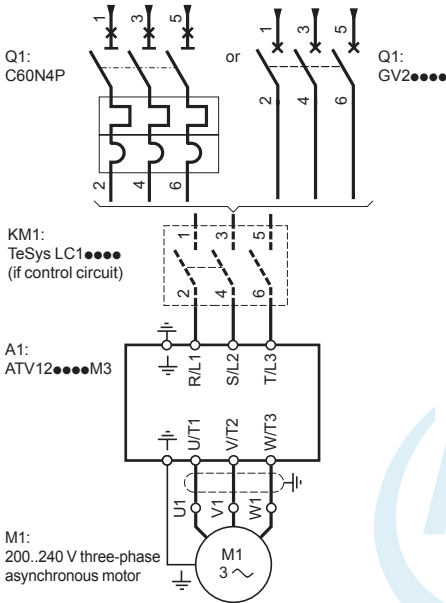 1 3 5
Q1:
C60N4P
or
1 3 5
Q1:
GV2●●●●
2 4 6
2 4 6
KM1:
TeSys LC1●●●●
(if control circuit)
1 3 5
2 4 6
A1:
ATV12●●●●M3
R/L1 S/L2 T/L3
U/T1 V/T2 W/T3
U1 V1 W1
M1:
200..240 V three-phase
asynchronous motor
M1
3 ~